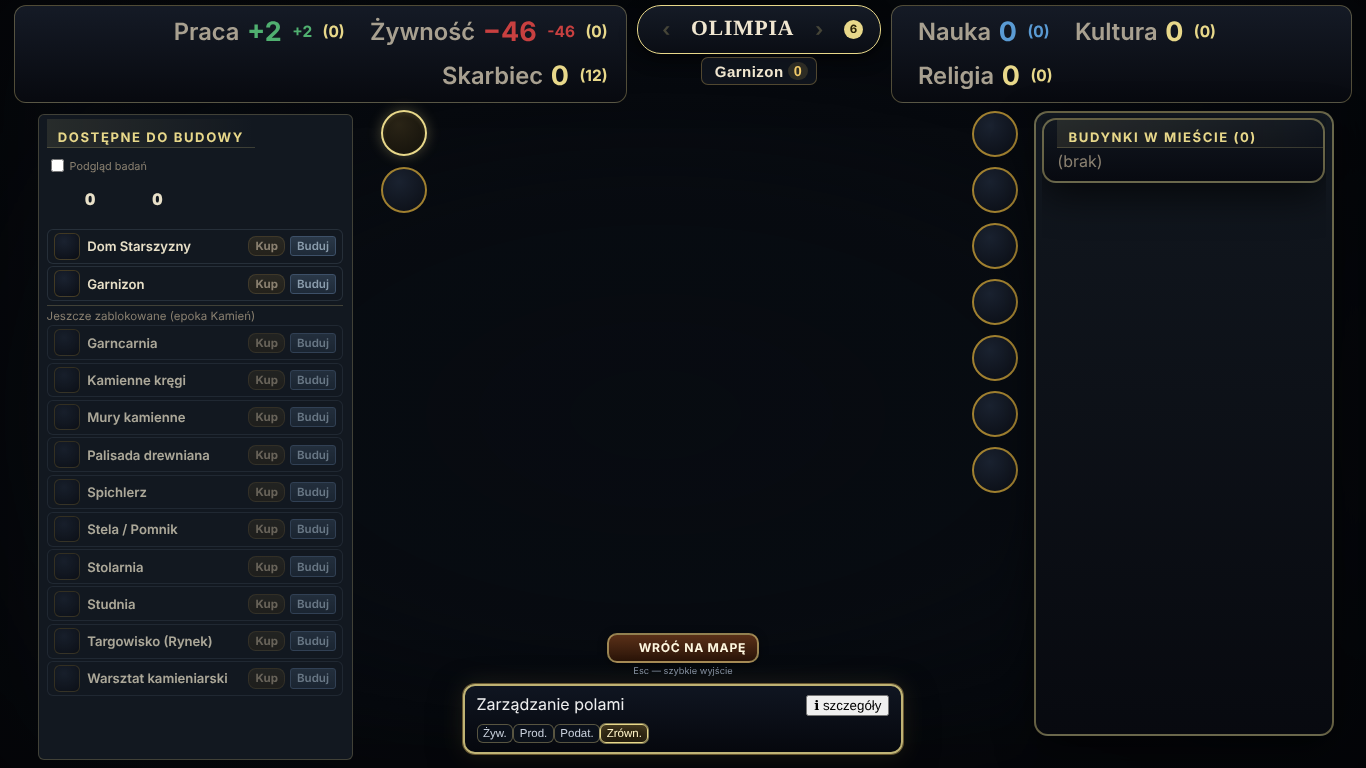 Praca +2 +2 (0) Żywność −46 -46 (0)
Skarbiec 0 (12)
‹ OLIMPIA › 6
Garnizon 0
Nauka 0 (0) Kultura 0 (0)
Religia 0 (0)
DOSTĘPNE DO BUDOWY
Podgląd badań
0 0
Dom Starszyzny Kup Buduj
Garnizon Kup Buduj
Jeszcze zablokowane (epoka Kamień)
Garncarnia Kup Buduj
Kamienne kręgi Kup Buduj
Mury kamienne Kup Buduj
Palisada drewniana Kup Buduj
Spichlerz Kup Buduj
Stela / Pomnik Kup Buduj
Stolarnia Kup Buduj
Studnia Kup Buduj
Targowisko (Rynek) Kup Buduj
Warsztat kamieniarski Kup Buduj
WRÓĆ NA MAPĘ
Esc — szybkie wyjście
Zarządzanie polami ℹ szczegóły
Żyw. Prod. Podat. Zrówn.
BUDYNKI W MIEŚCIE (0)
(brak)